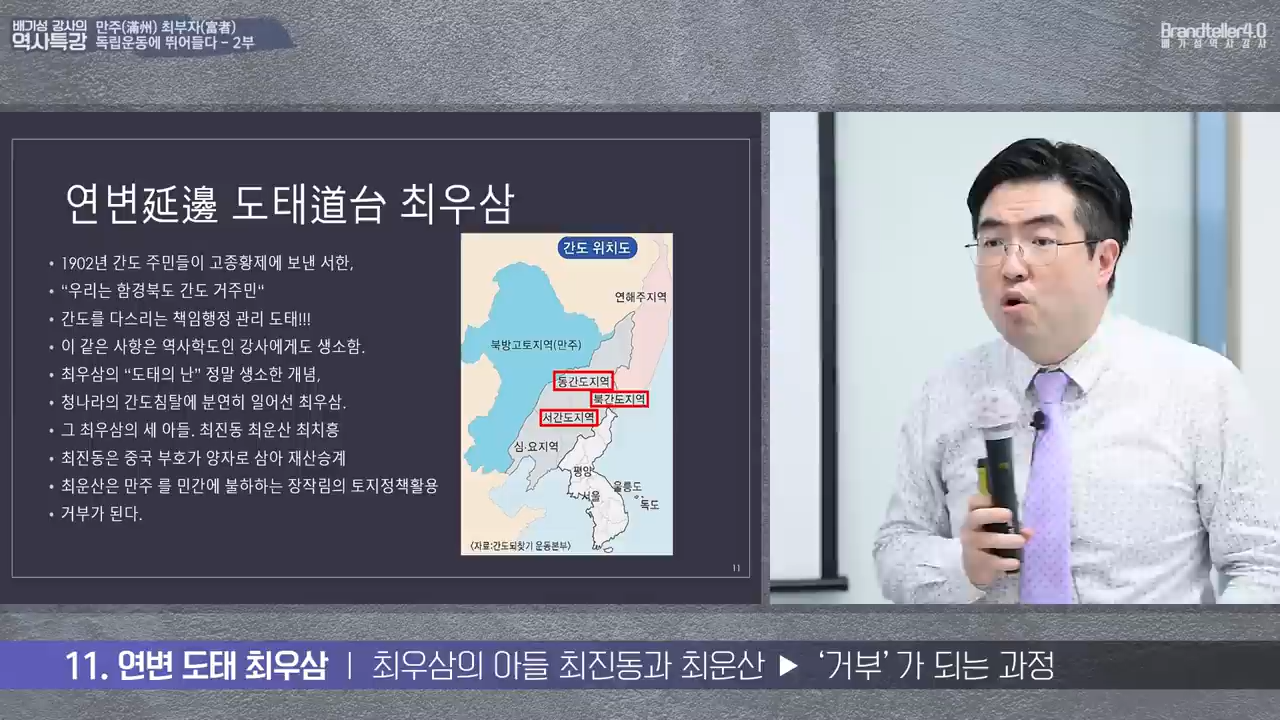 배기성 강사의
역사특강
만주(滿州) 최부자(富者)
독립운동에 뛰어들다 - 2부
Brandteller4.0
배기성역사강사
연변延邊 도태道台 최우삼
• 1902년 간도 주민들이 고종황제에 보낸 서한,
• “우리는 함경북도 간도 거주민“
• 간도를 다스리는 책임행정 관리 도태!!!
• 이 같은 사항은 역사학도인 강사에게도 생소함.
• 최우삼의 “도태의 난” 정말 생소한 개념,
• 청나라의 간도침탈에 분연히 일어선 최우삼.
• 그 최우삼의 세 아들. 최진동 최운산 최치흥
• 최진동은 중국 부호가 양자로 삼아 재산승계
• 최운산은 만주 를 민간에 불하하는 장작림의 토지정책활용
• 거부가 된다.
간도 위치도
연해주지역
북방고토지역(만주)
동간도지역
북간도지역
서간도지역
심·요지역
평양
서울
울릉도
독도
〈자료:간도되찾기 운동본부〉
11
11. 연변 도태 최우삼 | 최우삼의 아들 최진동과 최운산 ▶ ‘거부’가 되는 과정